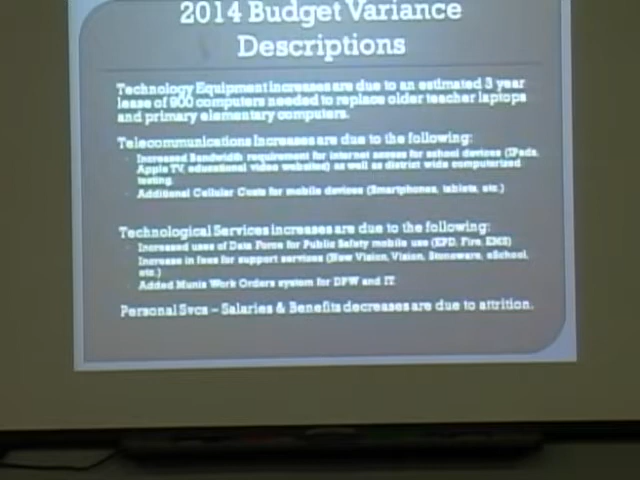 2014 Budget Variance
Descriptions
Technology Equipment increases are due to an estimated 3 year
lease of 900 computers needed to replace older teacher laptops
and primary elementary computers.
Telecommunications Increases are due to the following:
Increased Bandwidth requirement for internet access for school devices (iPads,
Apple TV, educational video websites) as well as district wide computerized
testing.
Additional Cellular Costs for mobile devices (Smartphones, tablets, etc.)
Technological Services increases are due to the following:
Increased uses of Data Force for Public Safety mobile use (EPD, Fire, EMS)
Increase in fees for support services (New Vision, Vision, Stoneware, eSchool,
etc.)
Added Munis Work Orders system for DPW and IT
Personal Svcs – Salaries & Benefits decreases are due to attrition.